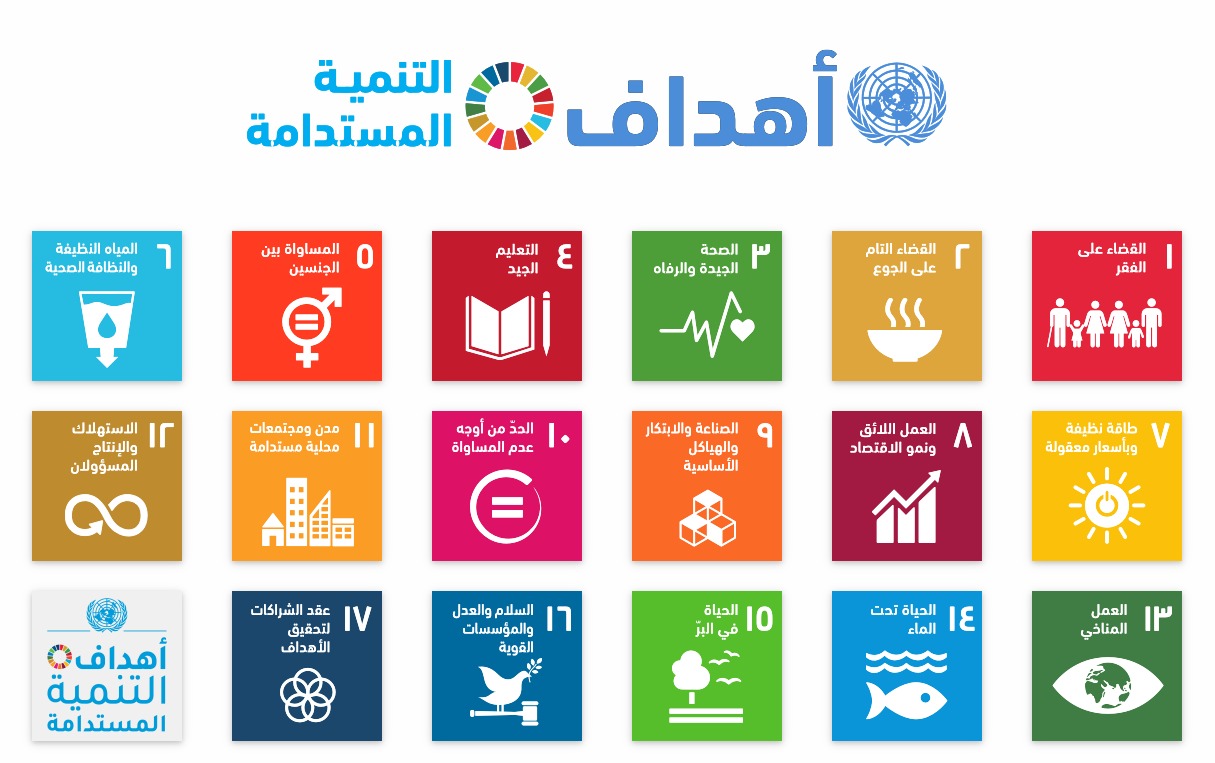 أهداف
التنمية
المستدامة
١
القضاء على
الفقر
٢
القضاء التام
على الجوع
٣
الصحة
الجيدة والرفاه
٤
التعليم
الجيد
٥
المساواة بين
الجنسين
٦
المياه النظيفة
والنظافة الصحية
٧
طاقة نظيفة
وبأسعار معقولة
٨
العمل اللائق
ونمو الاقتصاد
٩
الصناعة والابتكار
والهياكل
الأساسية
١٠
الحدّ من أوجه
عدم المساواة
١١
مدن ومجتمعات
محلية مستدامة
١٢
الاستهلاك
والإنتاج
المسؤولان
١٣
العمل
المناخي
١٤
الحياة تحت
الماء
١٥
الحياة
في البرّ
١٦
السلام والعدل
والمؤسسات
القوية
١٧
عقد الشراكات
لتحقيق
الأهداف
أهداف
التنمية
المستدامة